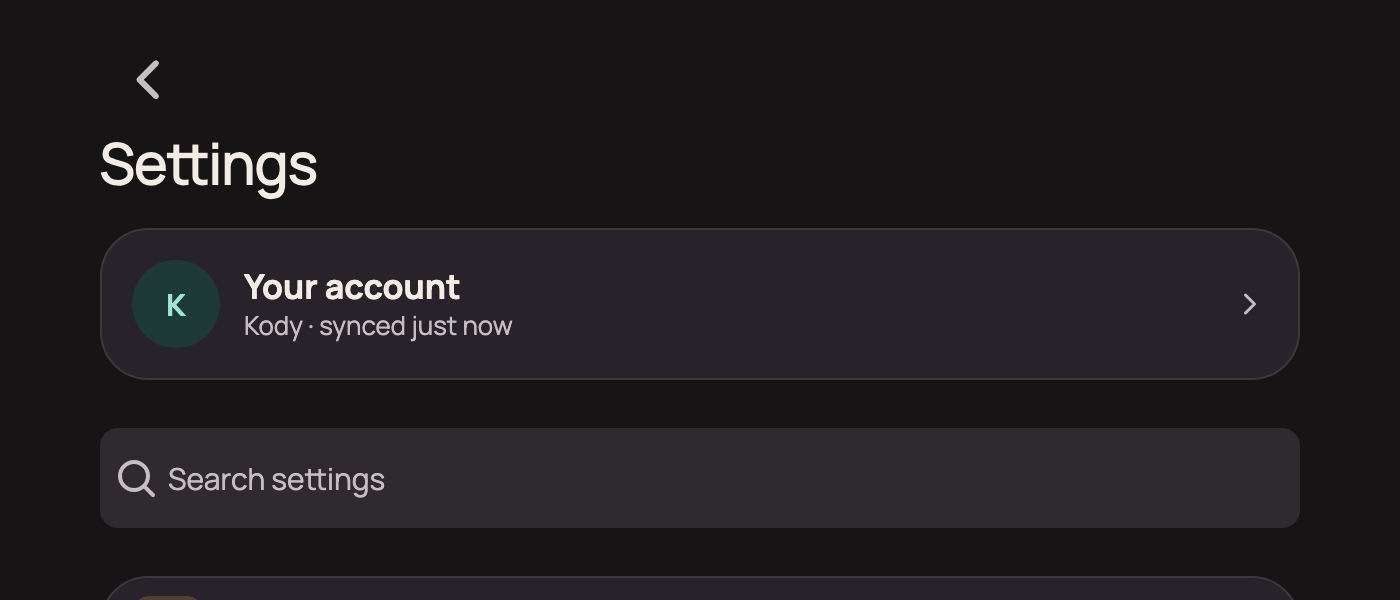 Settings
K
Your account
Kody · synced just now
Search settings